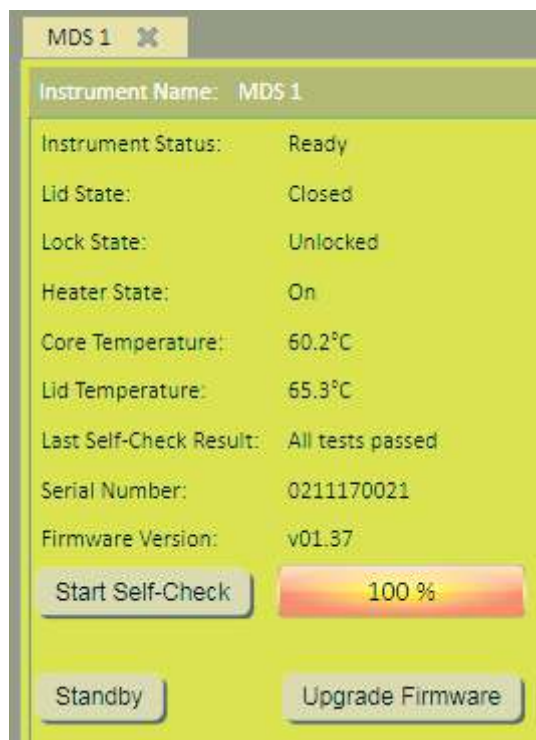 MDS 1
Instrument Name: MDS 1
Instrument Status: Ready
Lid State: Closed
Lock State: Unlocked
Heater State: On
Core Temperature: 60.2°C
Lid Temperature: 65.3°C
Last Self-Check Result: All tests passed
Serial Number: 0211170021
Firmware Version: v01.37
Start Self-Check 100 %
Standby Upgrade Firmware